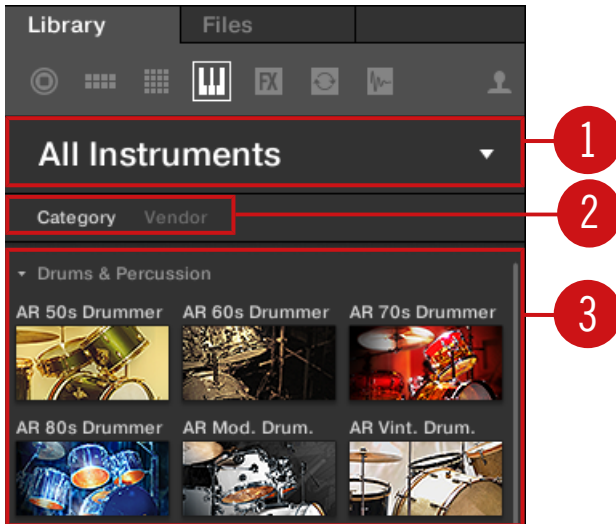 Library Files
FX
All Instruments
1
Category Vendor
2
Drums & Percussion
3
AR 50s Drummer AR 60s Drummer AR 70s Drummer
AR 80s Drummer AR Mod. Drum. AR Vint. Drum.